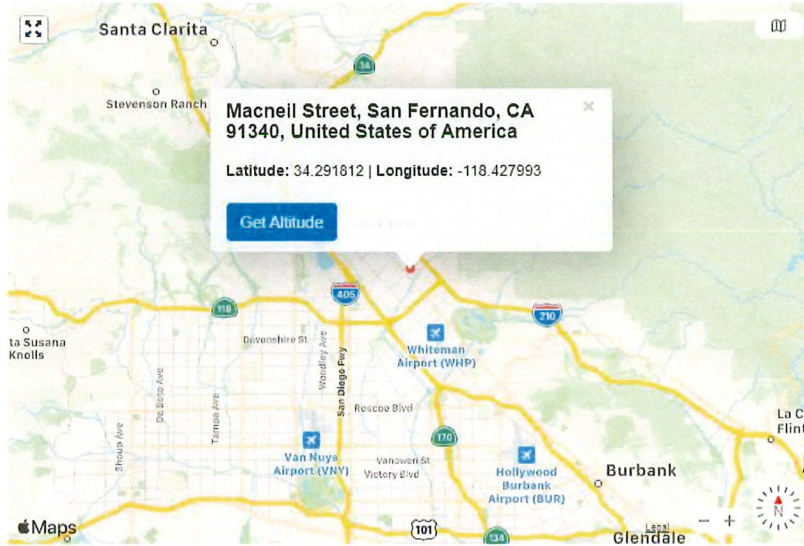 Santa Clarita
14
Stevenson Ranch
Macneil Street, San Fernando, CA
91340, United States of America
×
Latitude: 34.291812 | Longitude: -118.427993
Get Altitude
405
118
210
ta Susana
Knolls
Devonshire St
Woodley Ave
San Diego Fwy
Whiteman
Airport (WHP)
De Soto Ave
Tampa Ave
Shoup Ave
Roscoe Blvd
170
La C
Flint
Van Nuys
Airport (VNY)
Vanowen St
Victory Blvd
Hollywood
Burbank
Airport (BUR)
Burbank
Maps
101
134
Legal
Glendale
− +
N